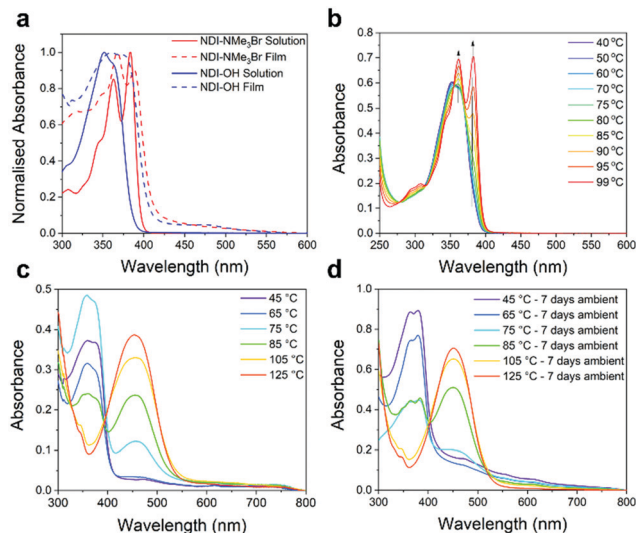 a
NDI-NMe3Br Solution
NDI-NMe3Br Film
NDI-OH Solution
NDI-OH Film
Normalised Absorbance
1.0
0.8
0.6
0.4
0.2
0.0
300 350 400 450 500 550 600
Wavelength (nm)
b
40 °C
50 °C
60 °C
70 °C
75 °C
80 °C
85 °C
90 °C
95 °C
99 °C
Absorbance
0.8
0.7
0.6
0.5
0.4
0.3
0.2
0.1
0.0
250 300 350 400 450 500 550 600
Wavelength (nm)
c
45 °C
65 °C
75 °C
85 °C
105 °C
125 °C
Absorbance
0.5
0.4
0.3
0.2
0.1
0.0
300 400 500 600 700 800
Wavelength (nm)
d
45 °C - 7 days ambient
65 °C - 7 days ambient
75 °C - 7 days ambient
85 °C - 7 days ambient
105 °C - 7 days ambient
125 °C - 7 days ambient
Absorbance
1.0
0.8
0.6
0.4
0.2
0.0
300 400 500 600 700 800
Wavelength (nm)